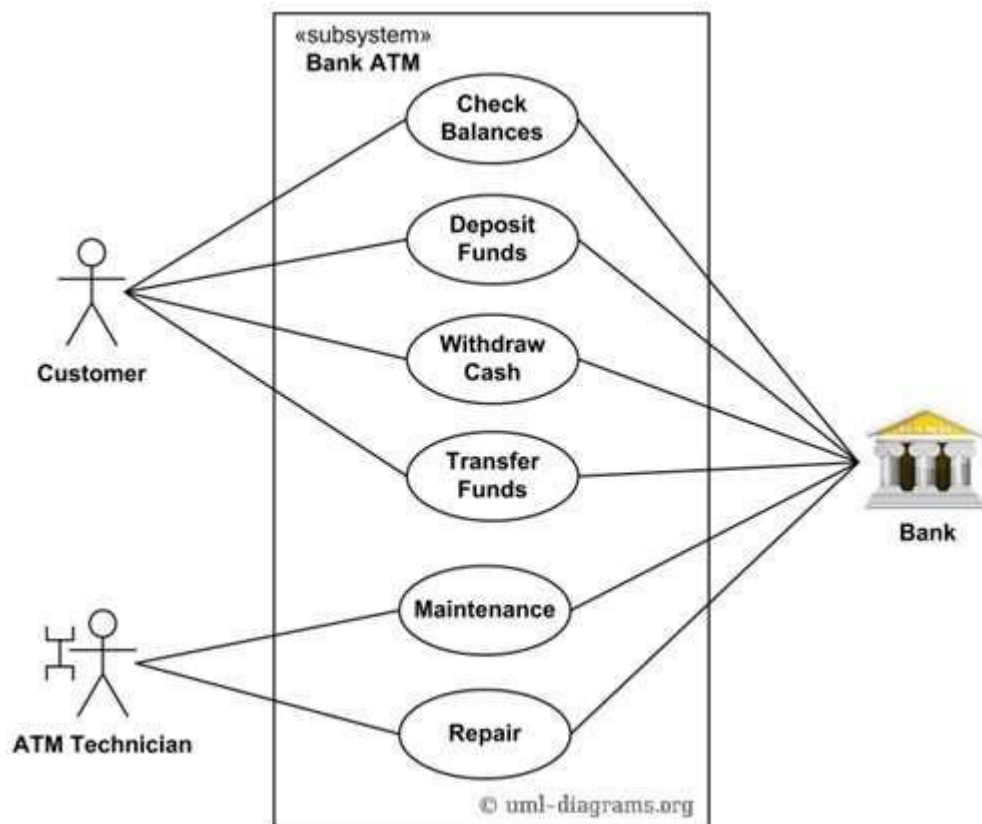 «subsystem»
Bank ATM
Check
Balances
Deposit
Funds
Withdraw
Cash
Customer
Transfer
Funds
Bank
Maintenance
Repair
ATM Technician
© uml-diagrams.org